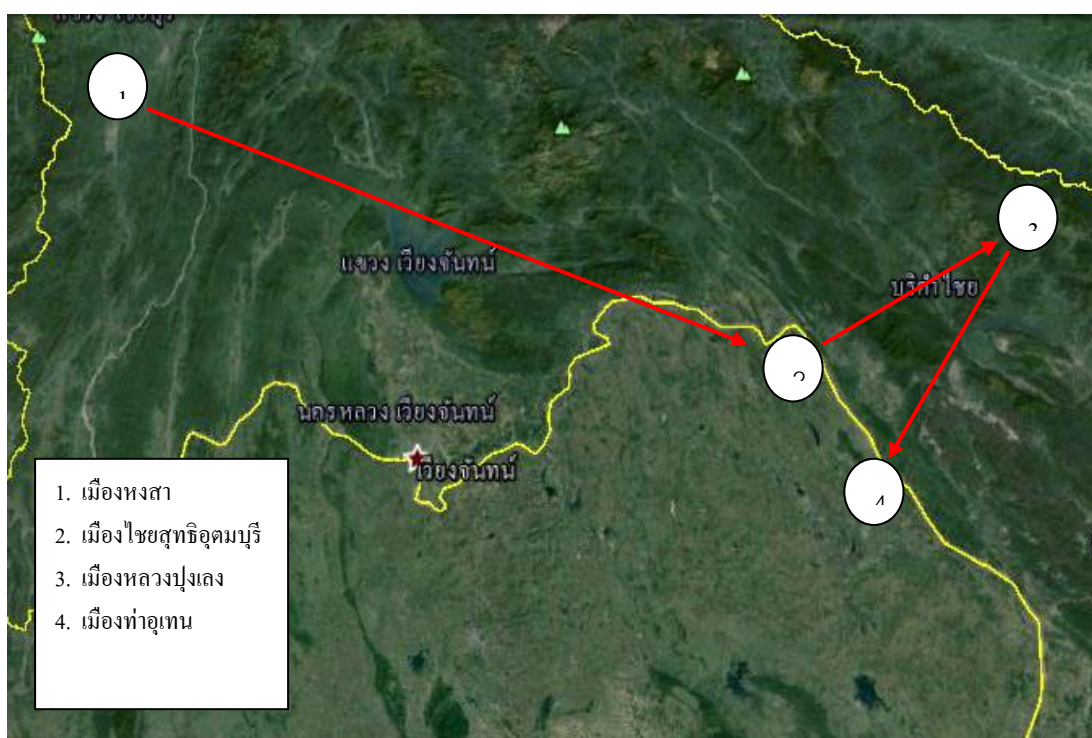 1
แขวง เวียงจันทน์
บริคำไชย
นครหลวง เวียงจันทน์
เวียงจันทน์
1. เมืองหงสา
2. เมืองไชยสุทธิอุตมบุรี
3. เมืองหลวงปุงเลง
4. เมืองท่าอุเทน